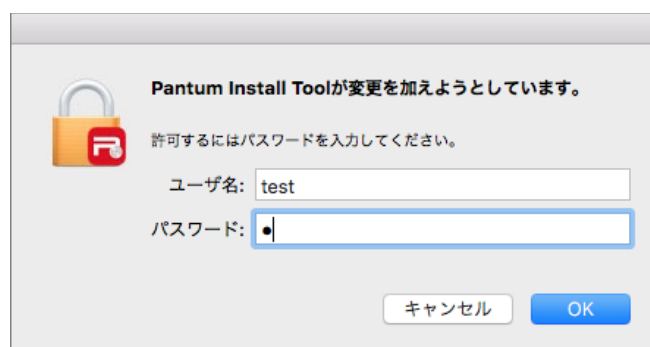 Pantum Install Toolが変更を加えようとしています。
許可するにはパスワードを入力してください。
ユーザ名: test
パスワード: •
キャンセル OK